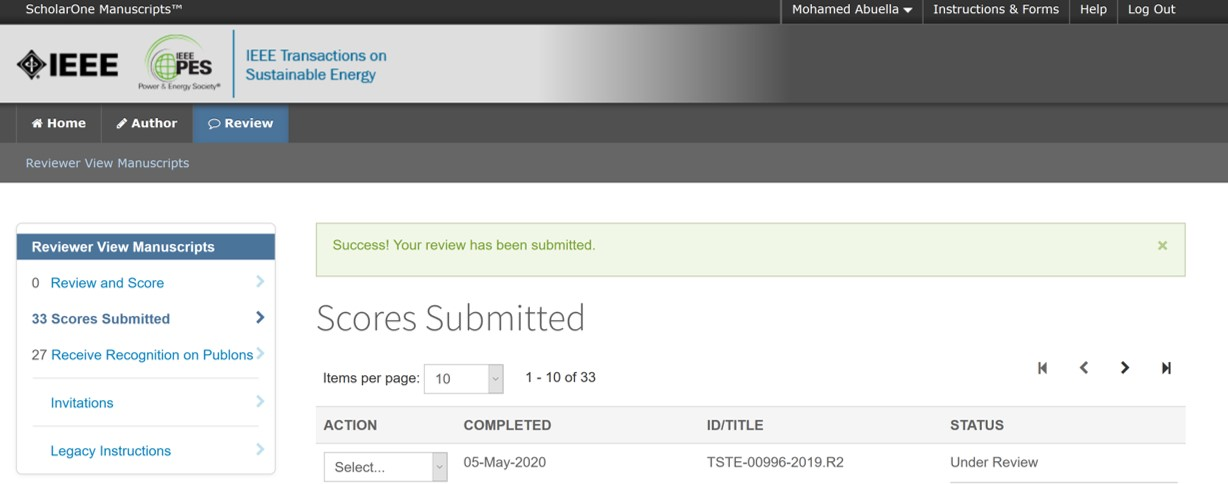 ScholarOne Manuscripts™
Mohamed Abuella Instructions & Forms Help Log Out
IEEE
IEEE
PES
Power & Energy Society®
IEEE Transactions on
Sustainable Energy
Home Author Review
Reviewer View Manuscripts
Reviewer View Manuscripts
0 Review and Score
33 Scores Submitted
27 Receive Recognition on Publons
Invitations
Legacy Instructions
Success! Your review has been submitted. ×
Scores Submitted
Items per page: 10 1 - 10 of 33
ACTION COMPLETED ID/TITLE STATUS
Select... 05-May-2020 TSTE-00996-2019.R2 Under Review